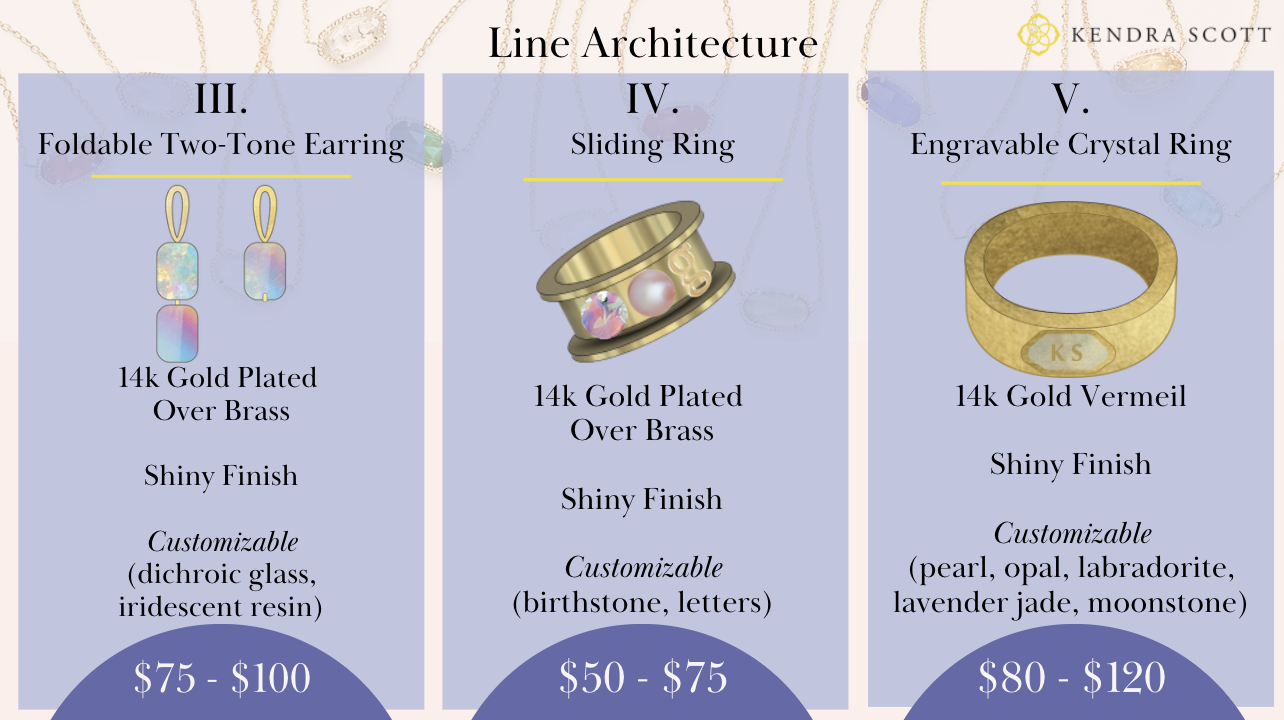 Line Architecture
KENDRA SCOTT
III.
Foldable Two-Tone Earring
14k Gold Plated
Over Brass
Shiny Finish
Customizable
(dichroic glass,
iridescent resin)
$75 - $100
IV.
Sliding Ring
14k Gold Plated
Over Brass
Shiny Finish
Customizable
(birthstone, letters)
$50 - $75
V.
Engravable Crystal Ring
KS
14k Gold Vermeil
Shiny Finish
Customizable
(pearl, opal, labradorite,
lavender jade, moonstone)
$80 - $120